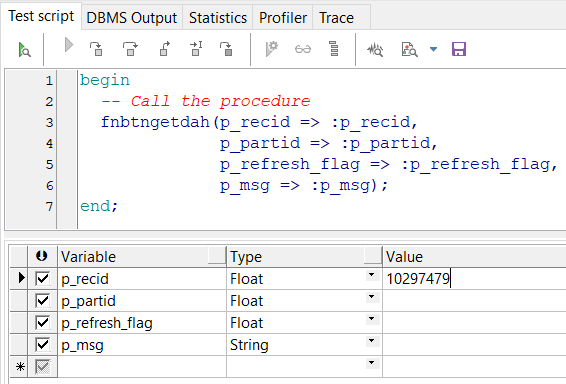 Test script DBMS Output Statistics Profiler Trace
1 begin
2 -- Call the procedure
3 fnbtngetdah(p_recid => :p_recid,
4 p_partid => :p_partid,
5 p_refresh_flag => :p_refresh_flag,
6 p_msg => :p_msg);
7 end;
Variable Type Value
p_recid Float 10297479
p_partid Float
p_refresh_flag Float
p_msg String